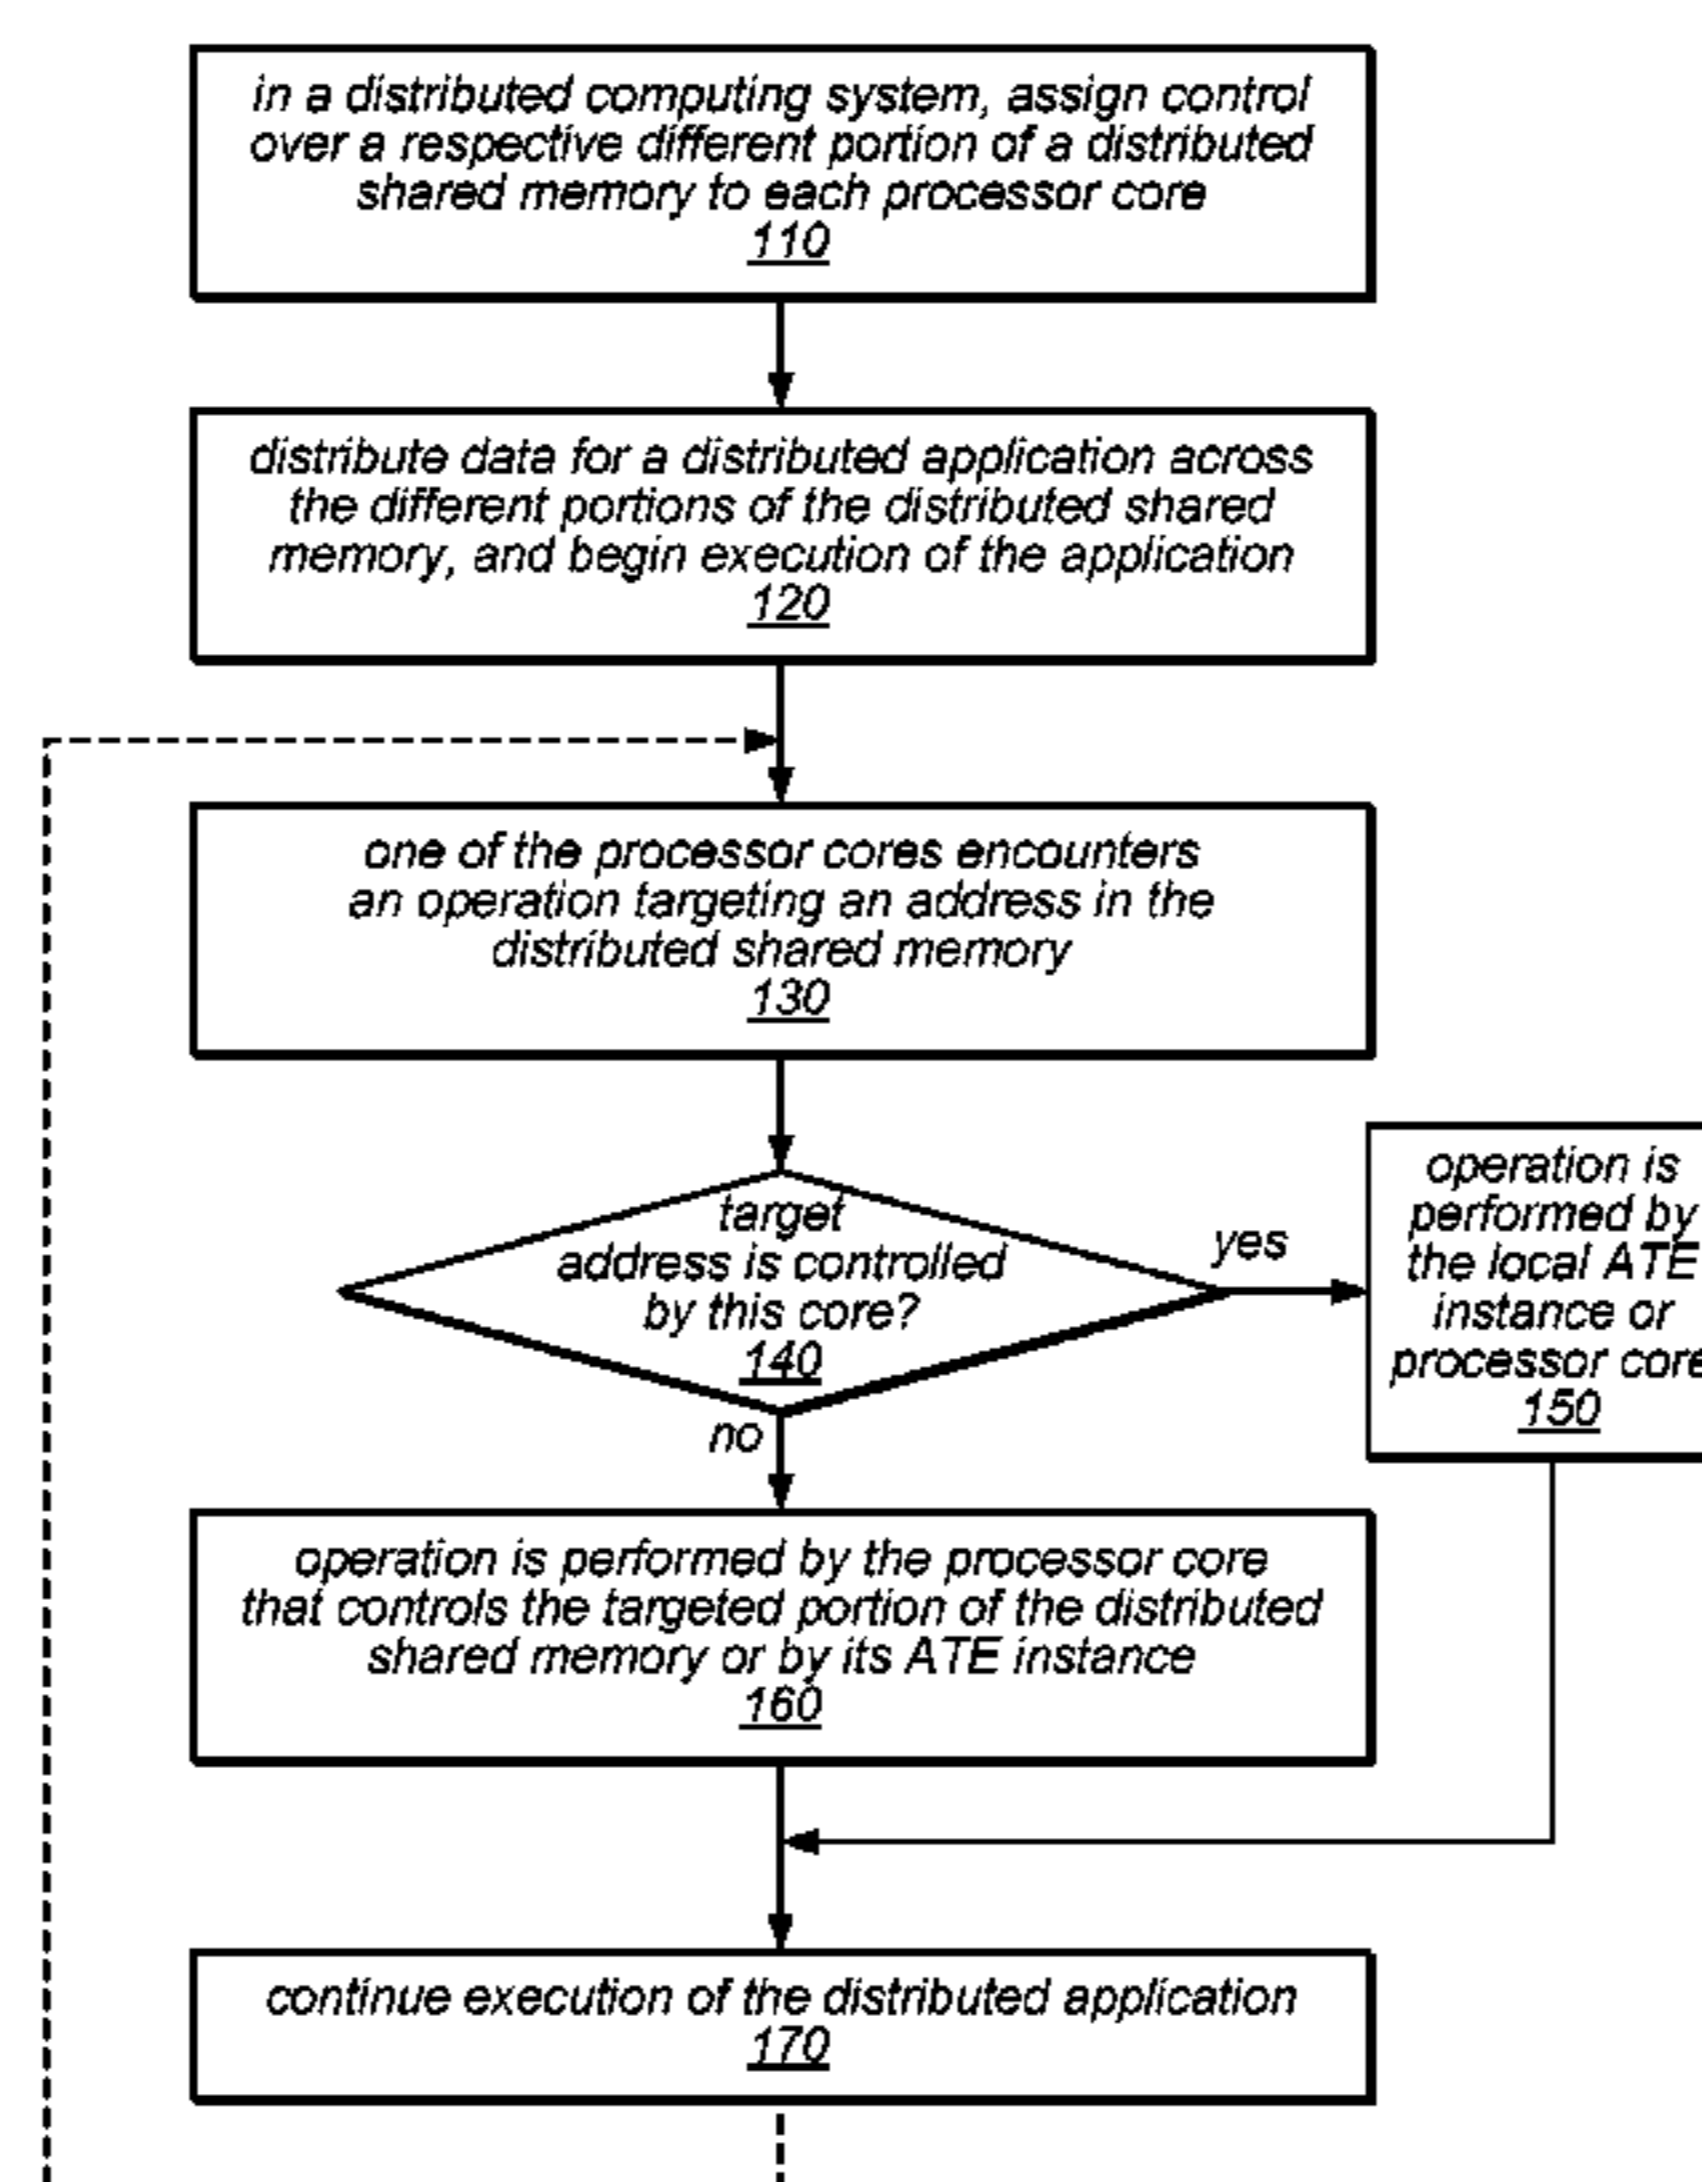 in a distributed computing system, assign control
over a respective different portion of a distributed
shared memory to each processor core
110
distribute data for a distributed application across
the different portions of the distributed shared
memory, and begin execution of the application
120
one of the processor cores encounters
an operation targeting an address in the
distributed shared memory
130
target
address is controlled
by this core?
140
yes
operation is
performed by
the local ATE
instance or
processor core
150
no
operation is performed by the processor core
that controls the targeted portion of the distributed
shared memory or by its ATE instance
160
continue execution of the distributed application
170